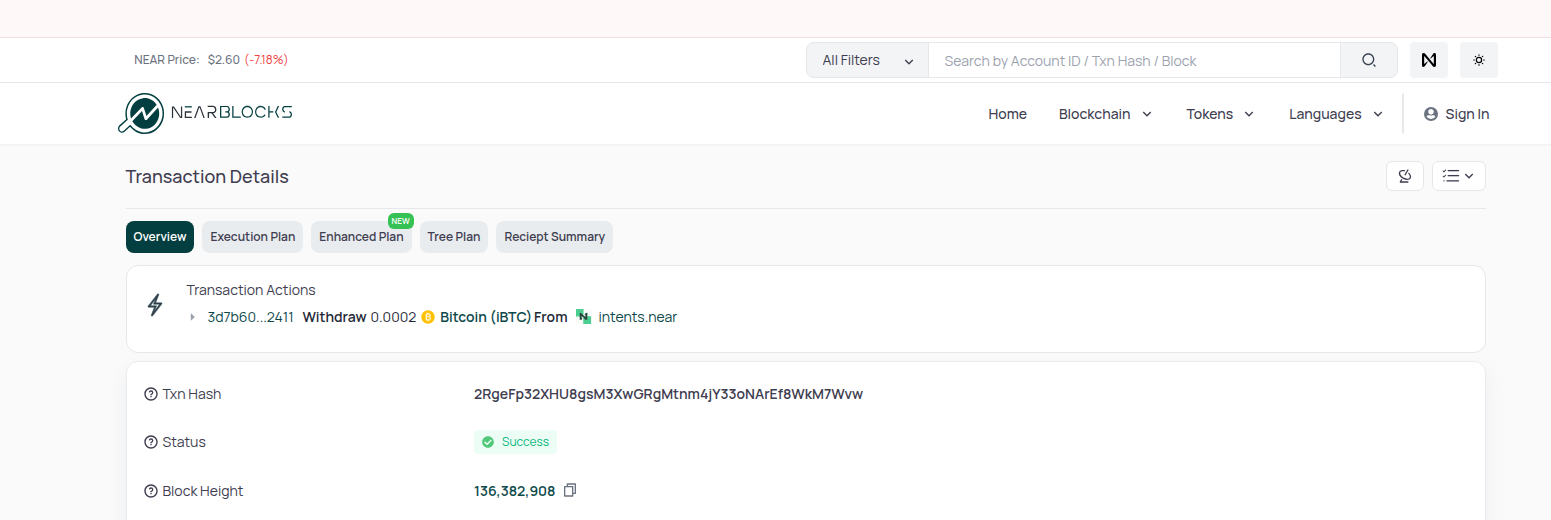 NEAR Price: $2.60 (-7.18%)
All Filters
Search by Account ID / Txn Hash / Block
NEARBLOCKS
Home
Blockchain
Tokens
Languages
Sign In
Transaction Details
NEW
Overview
Execution Plan
Enhanced Plan
Tree Plan
Reciept Summary
Transaction Actions
3d7b60...2411 Withdraw 0.0002 Bitcoin (iBTC) From intents.near
Txn Hash
2RgeFp32XHU8gsM3XwGRgMtnm4jY33oNArEf8WkM7Wvw
Status
Success
Block Height
136,382,908